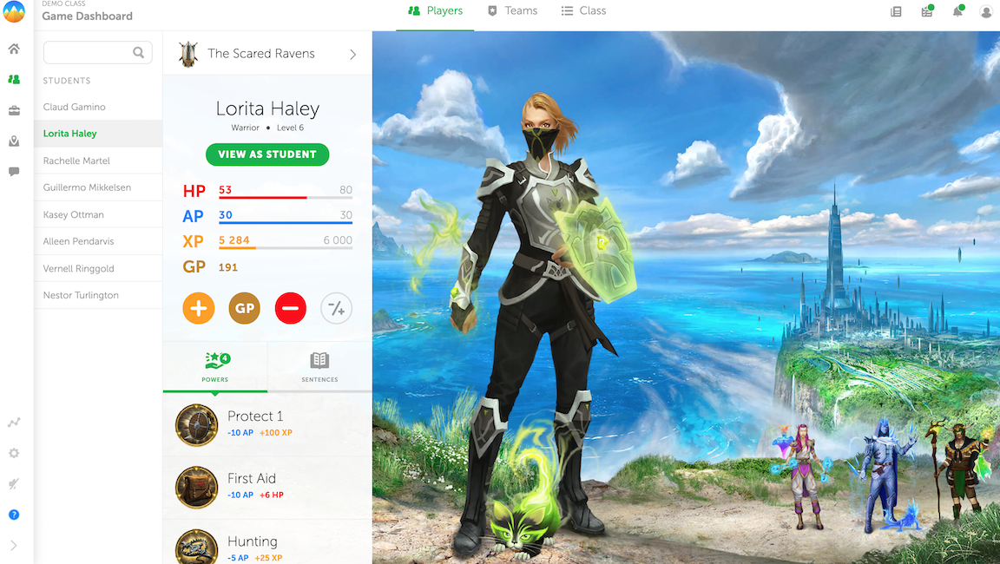 DEMO CLASS
Game Dashboard
Players
Teams
Class
STUDENTS
Claud Gamino
Lorita Haley
Rachelle Martel
Guillermo Mikkelsen
Kasey Ottman
Alleen Pendarvis
Vernell Ringgold
Nestor Turlington
The Scared Ravens
Lorita Haley
Warrior • Level 6
VIEW AS STUDENT
HP 53 80
AP 30 30
XP 5 284 6 000
GP 191
GP
-/+
4
POWERS
SENTENCES
Protect 1
-10 AP +100 XP
First Aid
-10 AP +6 HP
Hunting
-5 AP +25 XP
?